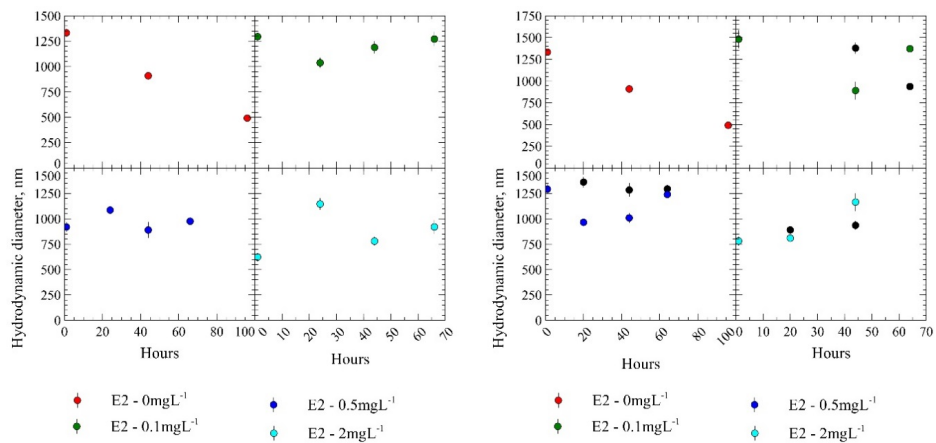 1500
1250
1000
750
500
250
0
1250
1000
750
500
250
0
Hydrodynamic diameter, nm
0 20 40 60 80 100
0 10 20 30 40 50 60 70
Hours
Hours
E2 - 0mgL⁻¹
E2 - 0.1mgL⁻¹
E2 - 0.5mgL⁻¹
E2 - 2mgL⁻¹
1750
1500
1250
1000
750
500
250
0
1500
1250
1000
750
500
250
0
Hydrodynamic diameter, nm
0 20 40 60 80 100
0 10 20 30 40 50 60 70
Hours
Hours
E2 - 0mgL⁻¹
E2 - 0.1mgL⁻¹
E2 - 0.5mgL⁻¹
E2 - 2mgL⁻¹